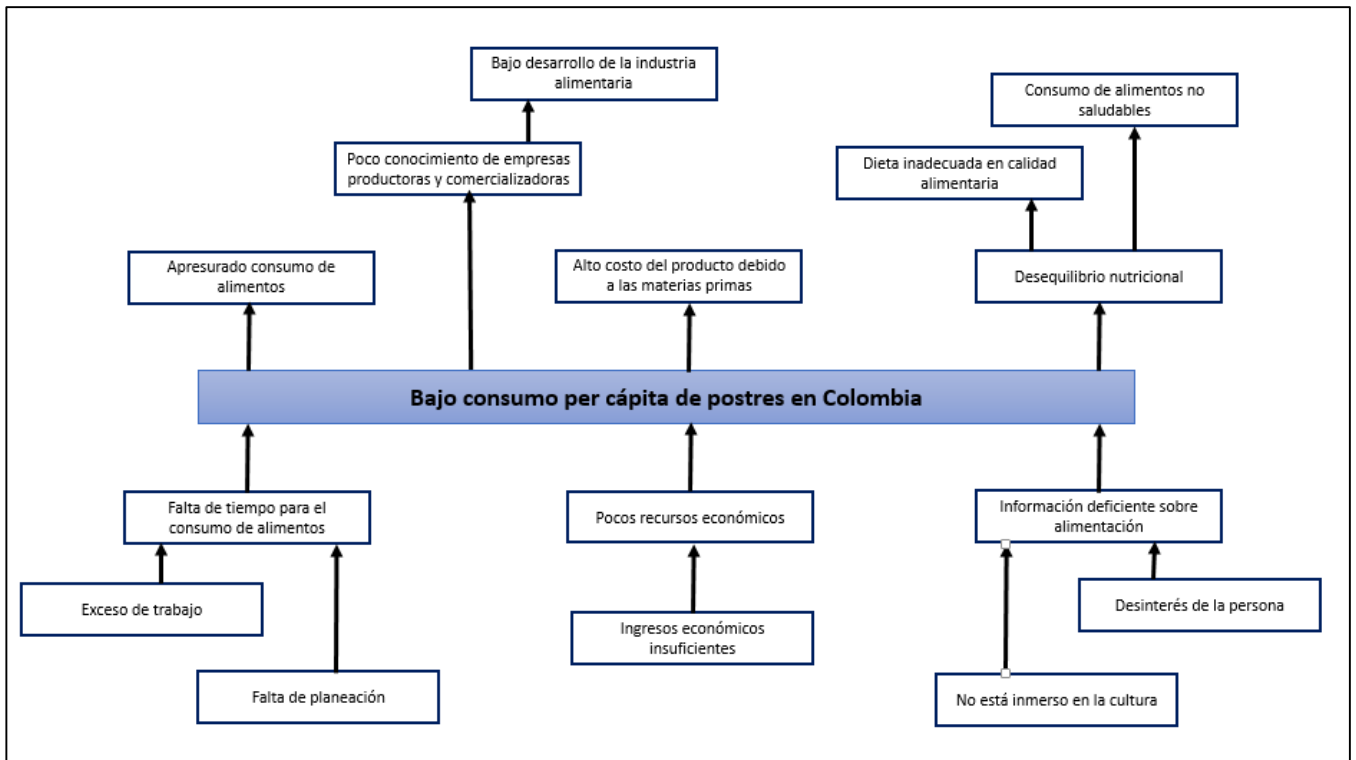 Bajo desarrollo de la industria
alimentaria
Consumo de alimentos no
saludables
Poco conocimiento de empresas
productoras y comercializadoras
Dieta inadecuada en calidad
alimentaria
Apresurado consumo de
alimentos
Alto costo del producto debido
a las materias primas
Desequilibrio nutricional
Bajo consumo per cápita de postres en Colombia
Falta de tiempo para el
consumo de alimentos
Pocos recursos económicos
Información deficiente sobre
alimentación
Exceso de trabajo
Ingresos económicos
insuficientes
Desinterés de la persona
Falta de planeación
No está inmerso en la cultura